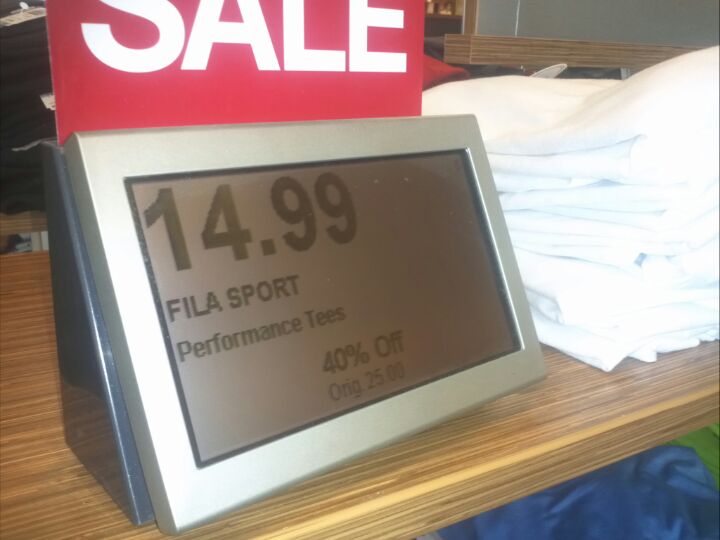 SALE
14.99
FILA SPORT
Performance Tees
40% Off
Orig.25.00